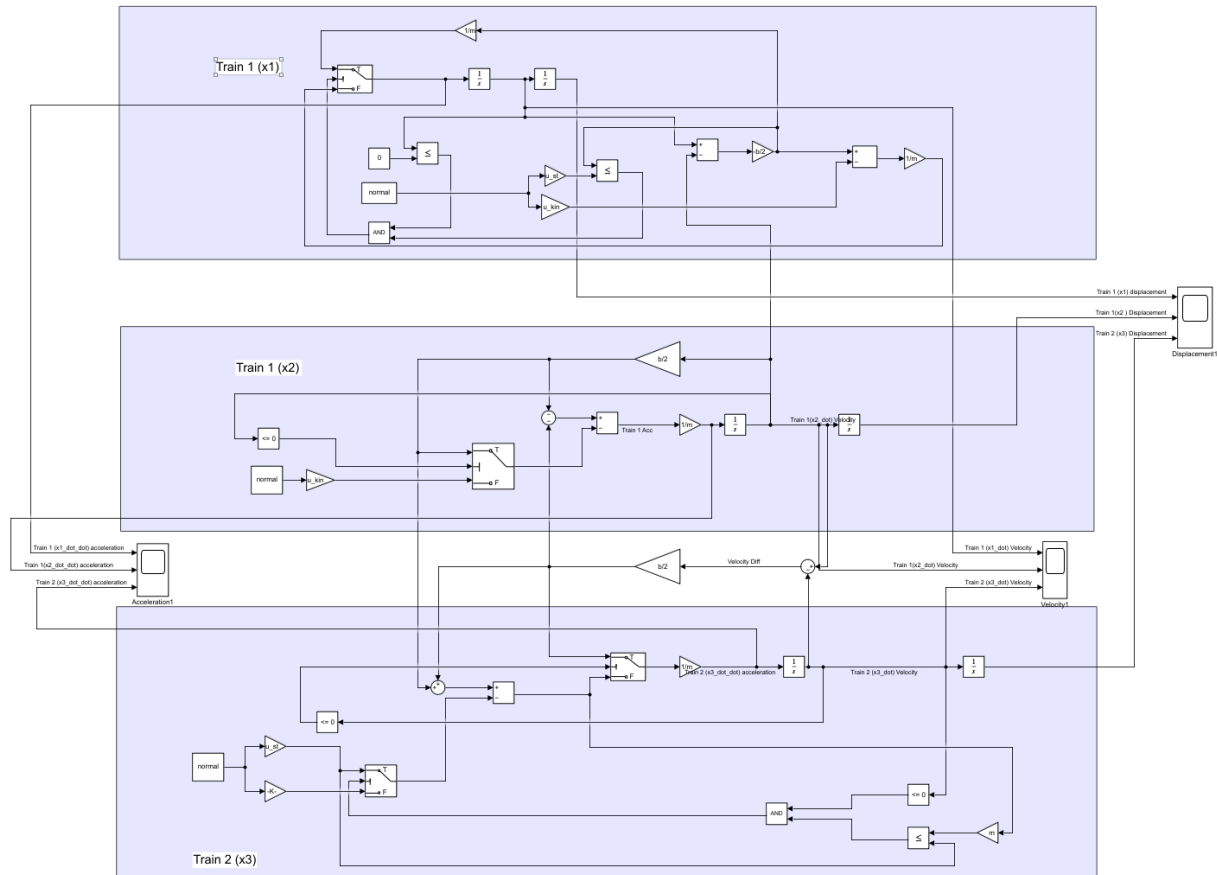 1/m
Train 1 (x1)
T
F
1
s
1
s
0
≤
+
−
-b/2
+
−
1/m
normal
u_st
≤
u_kin
AND
Train 1 (x1) displacement
Train 1(x2 ) Displacement
Train 2 (x3) Displacement
Displacement1
Train 1 (x2)
b/2
<= 0
normal
u_kin
T
F
+
−
Train 1 Acc
1/m
1
s
Train 1(x2_dot) Velocity
s
Train 1 (x1_dot_dot) acceleration
Train 1(x2_dot_dot) acceleration
Train 2 (x3_dot_dot) acceleration
Acceleration1
b/2
Velocity Diff
Train 1 (x1_dot) Velocity
Train 1(x2_dot) Velocity
Train 2 (x3_dot) Velocity
Velocity1
T
F
1/m
Train 2 (x3_dot_dot) acceleration
1
s
Train 2 (x3_dot) Velocity
1
s
+
−
<= 0
normal
u_st
-K-
T
F
<= 0
AND
≤
m
Train 2 (x3)